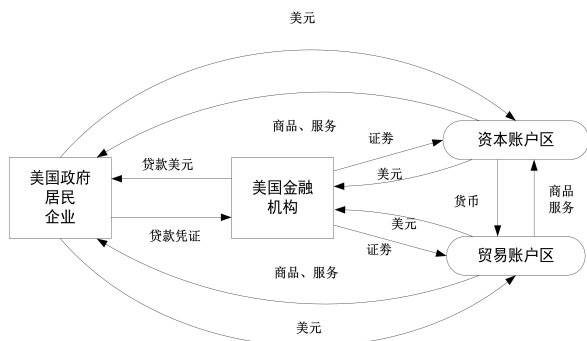 美元
商品、服务
证券
资本账户区
贷款美元
美国政府
居民
企业
美国金融
机构
美元
货币
商品
服务
贷款凭证
美元
证券
贸易账户区
商品、服务
美元